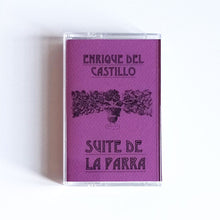 ENRIQUE DEL
CASTILLO
SUITE DE
LA PARRA